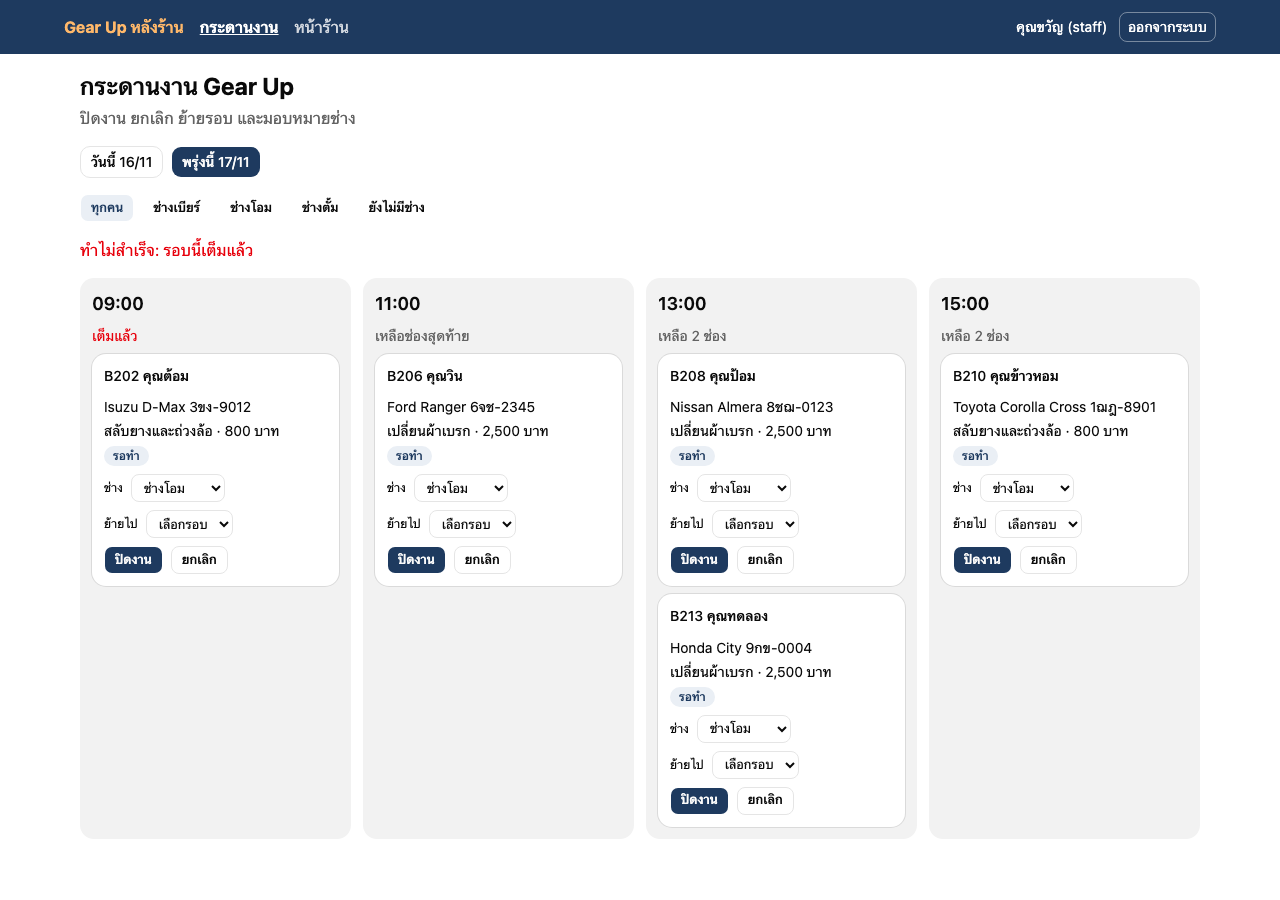 Gear Up หลังร้าน กระดานงาน หน้าร้าน คุณขวัญ (staff) ออกจากระบบ
กระดานงาน Gear Up
ปิดงาน ยกเลิก ย้ายรอบ และมอบหมายช่าง
วันนี้ 16/11 พรุ่งนี้ 17/11
ทุกคน ช่างเบียร์ ช่างโอม ช่างตั้ม ยังไม่มีช่าง
ทำไม่สำเร็จ: รอบนี้เต็มแล้ว
09:00
เต็มแล้ว
B202 คุณต้อม
Isuzu D-Max 3ขง-9012
สลับยางและถ่วงล้อ · 800 บาท
รอทำ
ช่าง ช่างโอม
ย้ายไป เลือกรอบ
ปิดงาน ยกเลิก
11:00
เหลือช่องสุดท้าย
B206 คุณวิน
Ford Ranger 6จช-2345
เปลี่ยนผ้าเบรก · 2,500 บาท
รอทำ
ช่าง ช่างโอม
ย้ายไป เลือกรอบ
ปิดงาน ยกเลิก
13:00
เหลือ 2 ช่อง
B208 คุณป้อม
Nissan Almera 8ชฌ-0123
เปลี่ยนผ้าเบรก · 2,500 บาท
รอทำ
ช่าง ช่างโอม
ย้ายไป เลือกรอบ
ปิดงาน ยกเลิก
B213 คุณทดลอง
Honda City 9กข-0004
เปลี่ยนผ้าเบรก · 2,500 บาท
รอทำ
ช่าง ช่างโอม
ย้ายไป เลือกรอบ
ปิดงาน ยกเลิก
15:00
เหลือ 2 ช่อง
B210 คุณข้าวหอม
Toyota Corolla Cross 1ฌฎ-8901
สลับยางและถ่วงล้อ · 800 บาท
รอทำ
ช่าง ช่างโอม
ย้ายไป เลือกรอบ
ปิดงาน ยกเลิก